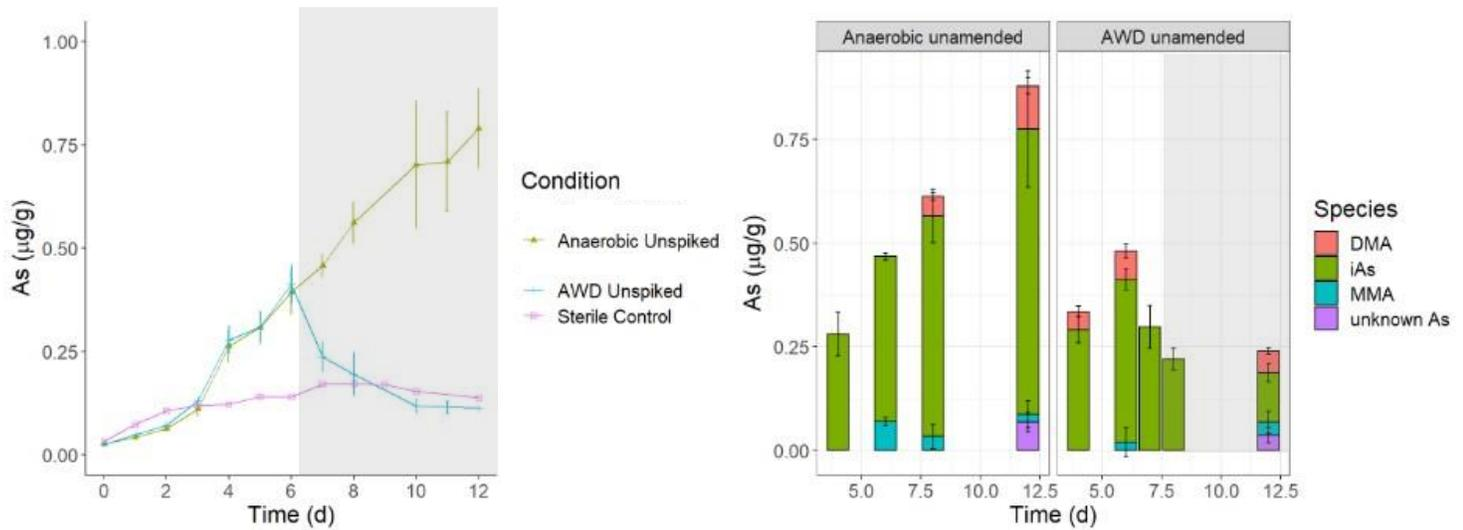 1.00
0.75
0.50
0.25
0.00
As (µg/g)
0 2 4 6 8 10 12
Time (d)
Condition
Anaerobic Unspiked
AWD Unspiked
Sterile Control
Anaerobic unamended
AWD unamended
0.75
0.50
0.25
0.00
As (µg/g)
5.0 7.5 10.0 12.5 5.0 7.5 10.0 12.5
Time (d)
Species
DMA
iAs
MMA
unknown As